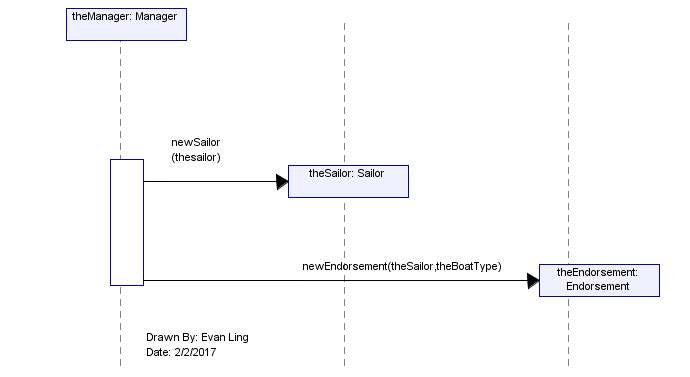 theManager: Manager
newSailor
(thesailor)
theSailor: Sailor
newEndorsement(theSailor,theBoatType)
theEndorsement:
Endorsement
Drawn By: Evan Ling
Date: 2/2/2017